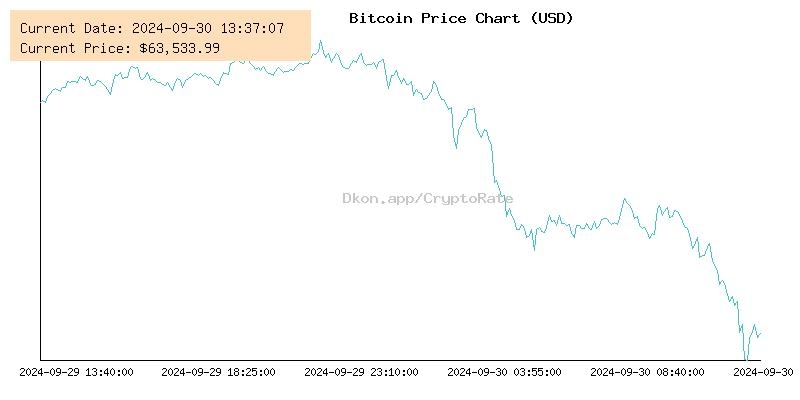 Bitcoin Price Chart (USD)
Current Date: 2024-09-30 13:37:07
Current Price: $63,533.99
Dkon.app/CryptoRate
2024-09-29 13:40:00 2024-09-29 18:25:00 2024-09-29 23:10:00 2024-09-30 03:55:00 2024-09-30 08:40:00 2024-09-30